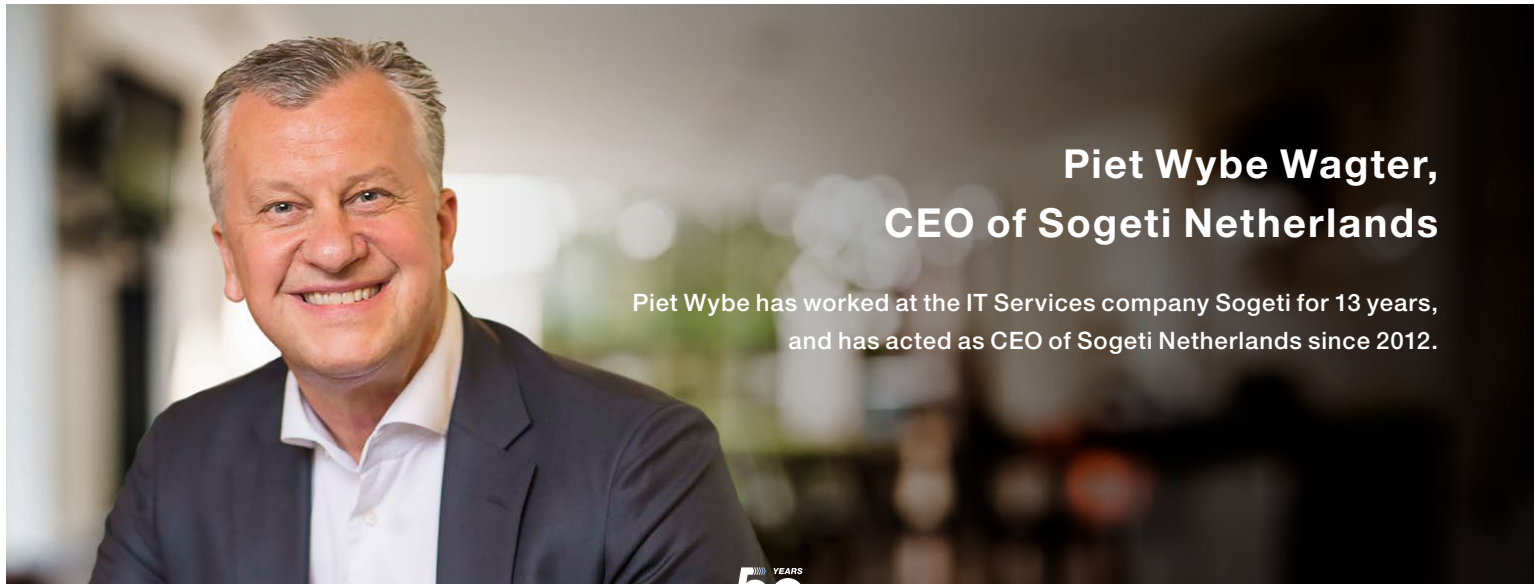 Piet Wybe Wagter,
CEO of Sogeti Netherlands
Piet Wybe has worked at the IT Services company Sogeti for 13 years,
and has acted as CEO of Sogeti Netherlands since 2012.
YEARS